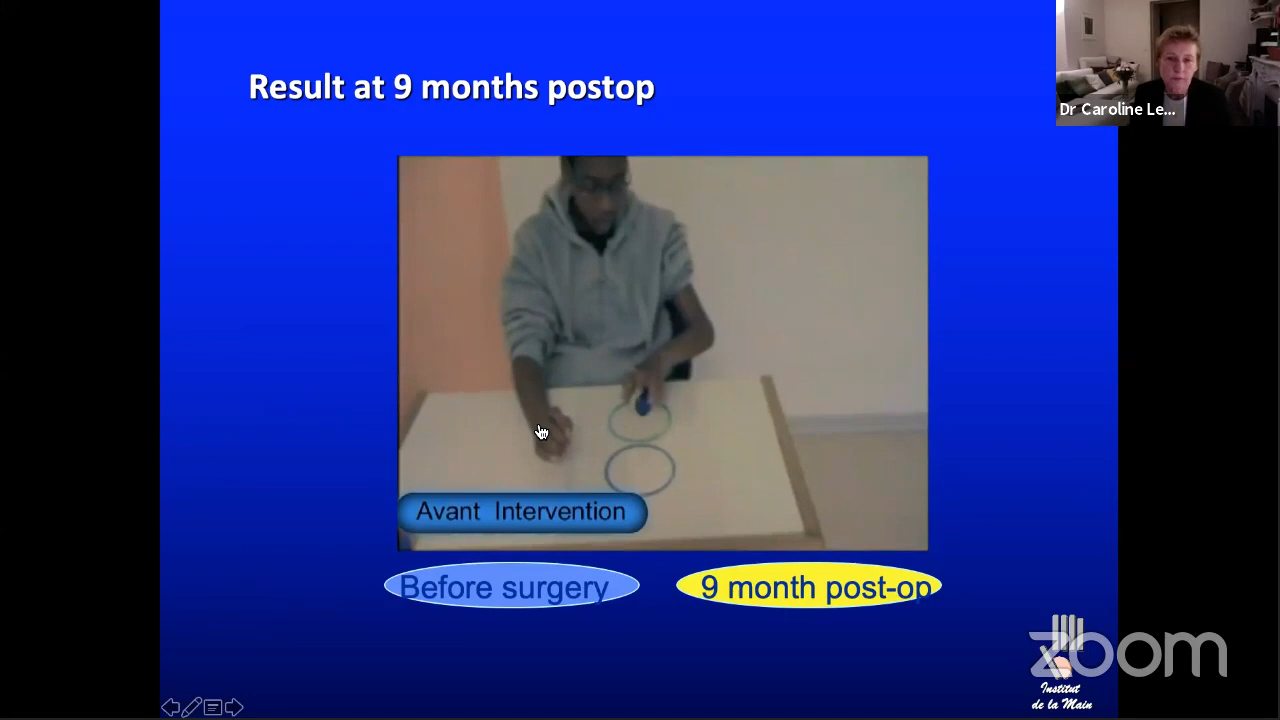 Result at 9 months postop
Dr Caroline Le...
Avant Intervention
Before surgery
9 month post-op
zoom
Institut
de la Main